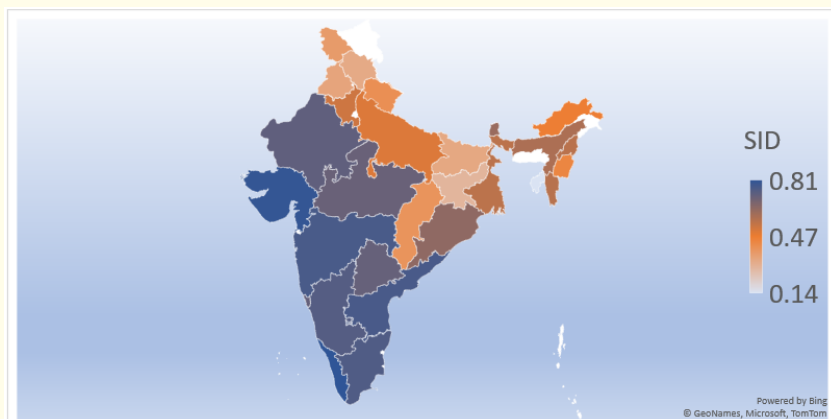 SID
0.81
0.47
0.14
Powered by Bing
© GeoNames, Microsoft, TomTom